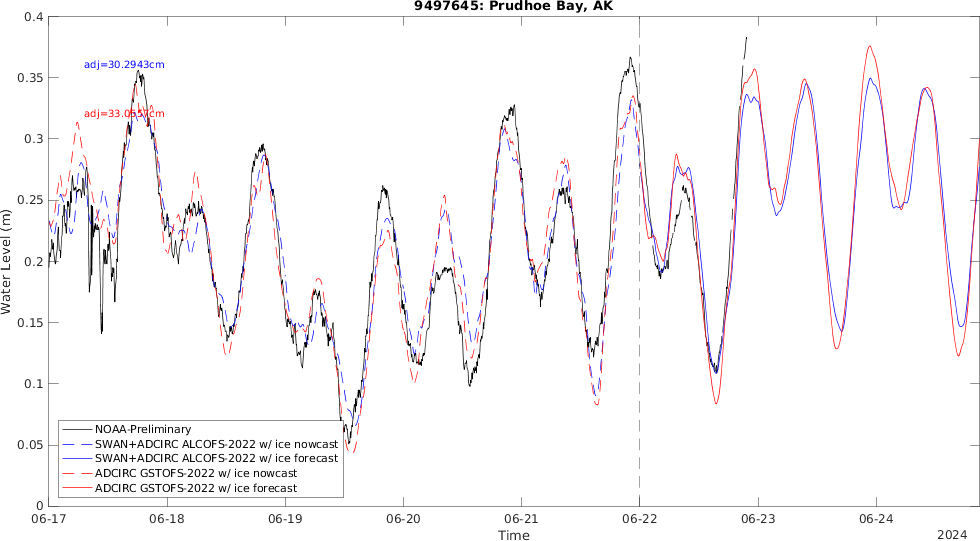 9497645: Prudhoe Bay, AK
0.4
0.35
0.3
0.25
0.2
0.15
0.1
0.05
0
Water Level (m)
adj=30.2943cm
adj=33.0557cm
NOAA-Preliminary
SWAN+ADCIRC ALCOFS-2022 w/ ice nowcast
SWAN+ADCIRC ALCOFS-2022 w/ ice forecast
ADCIRC GSTOFS-2022 w/ ice nowcast
ADCIRC GSTOFS-2022 w/ ice forecast
06-17 06-18 06-19 06-20 06-21 06-22 06-23 06-24
Time
2024